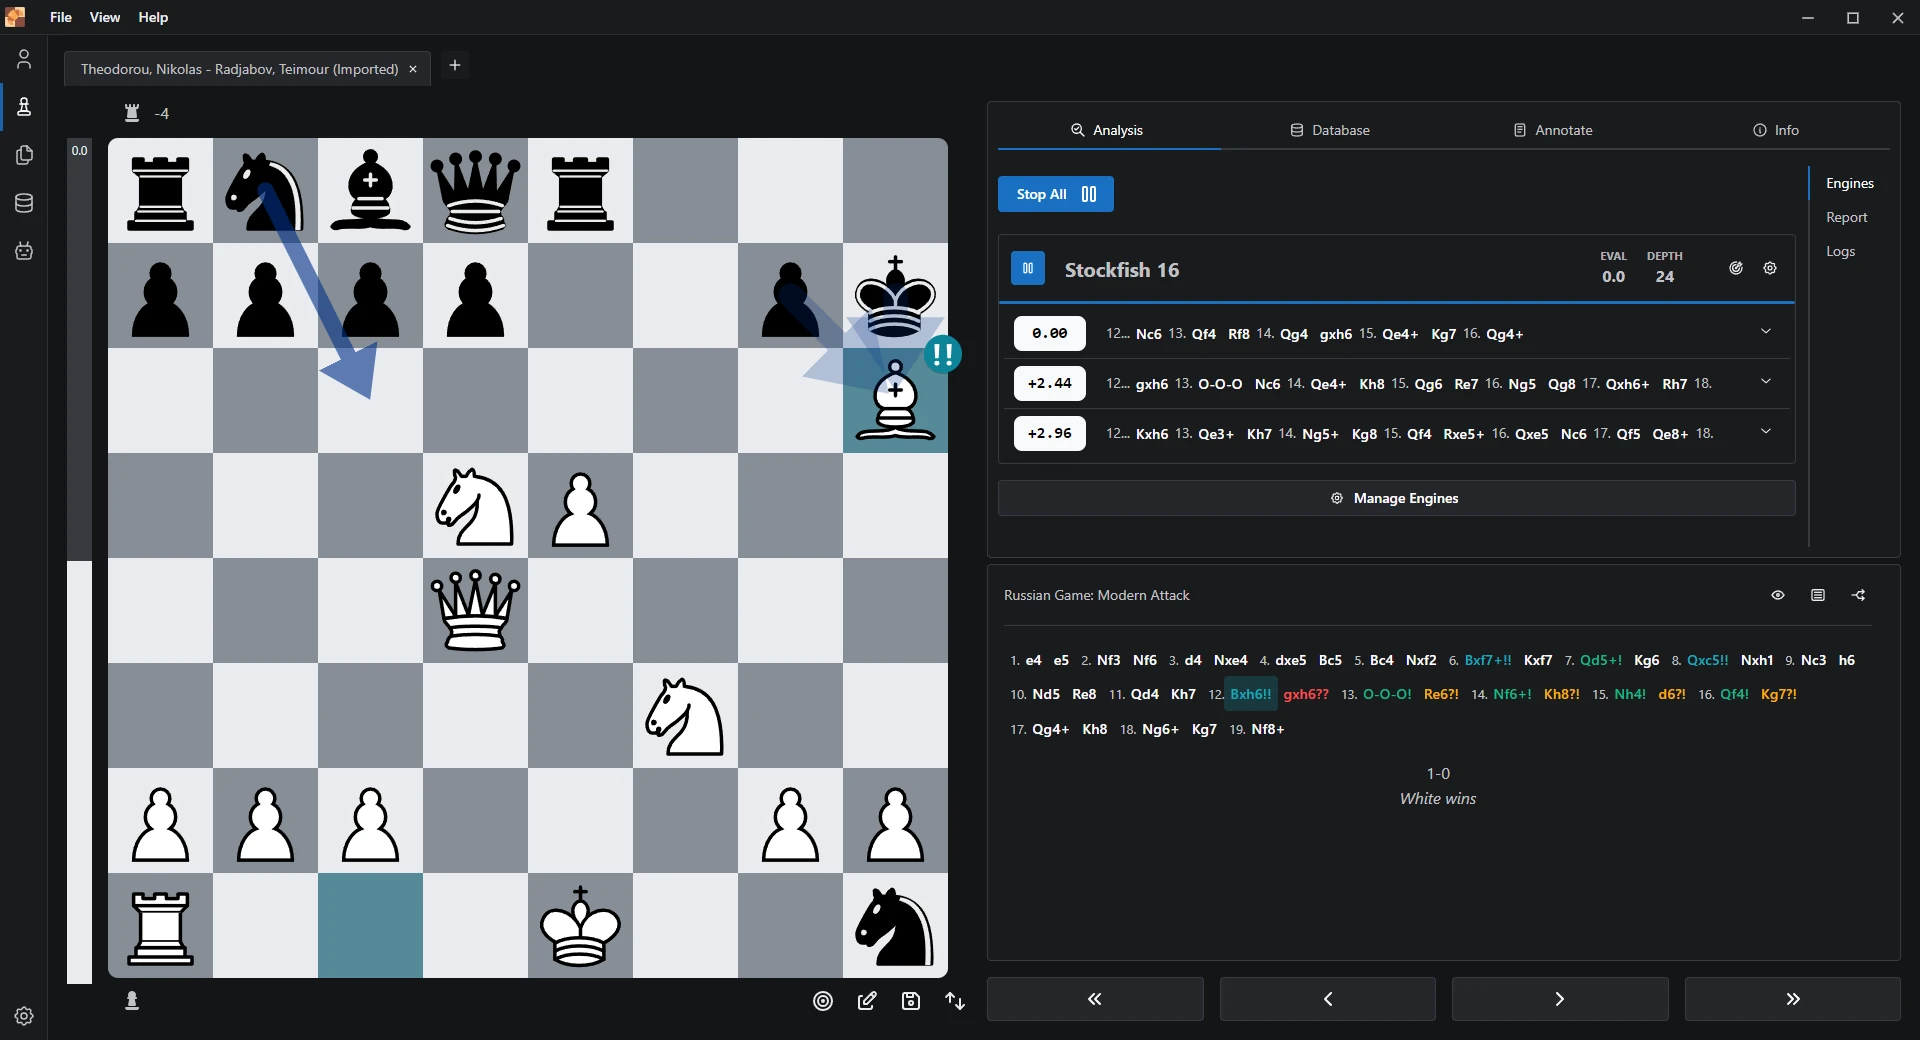 File View Help
Theodorou, Nikolas - Radjabov, Teimour (Imported) × +
-4
0.0
!!
Analysis Database Annotate Info
Stop All
Engines
Report
Logs
Stockfish 16
EVAL DEPTH
0.0 24
0.00 12... Nc6 13. Qf4 Rf8 14. Qg4 gxh6 15. Qe4+ Kg7 16. Qg4+
+2.44 12... gxh6 13. O-O-O Nc6 14. Qe4+ Kh8 15. Qg6 Re7 16. Ng5 Qg8 17. Qxh6+ Rh7 18.
+2.96 12... Kxh6 13. Qe3+ Kh7 14. Ng5+ Kg8 15. Qf4 Rxe5+ 16. Qxe5 Nc6 17. Qf5 Qe8+ 18.
Manage Engines
Russian Game: Modern Attack
1. e4 e5 2. Nf3 Nf6 3. d4 Nxe4 4. dxe5 Bc5 5. Bc4 Nxf2 6. Bxf7+!! Kxf7 7. Qd5+! Kg6 8. Qxc5!! Nxh1 9. Nc3 h6
10. Nd5 Re8 11. Qd4 Kh7 12. Bxh6!! gxh6?? 13. O-O-O! Re6?! 14. Nf6+! Kh8?! 15. Nh4! d6?! 16. Qf4! Kg7?!
17. Qg4+ Kh8 18. Ng6+ Kg7 19. Nf8+
1-0
White wins